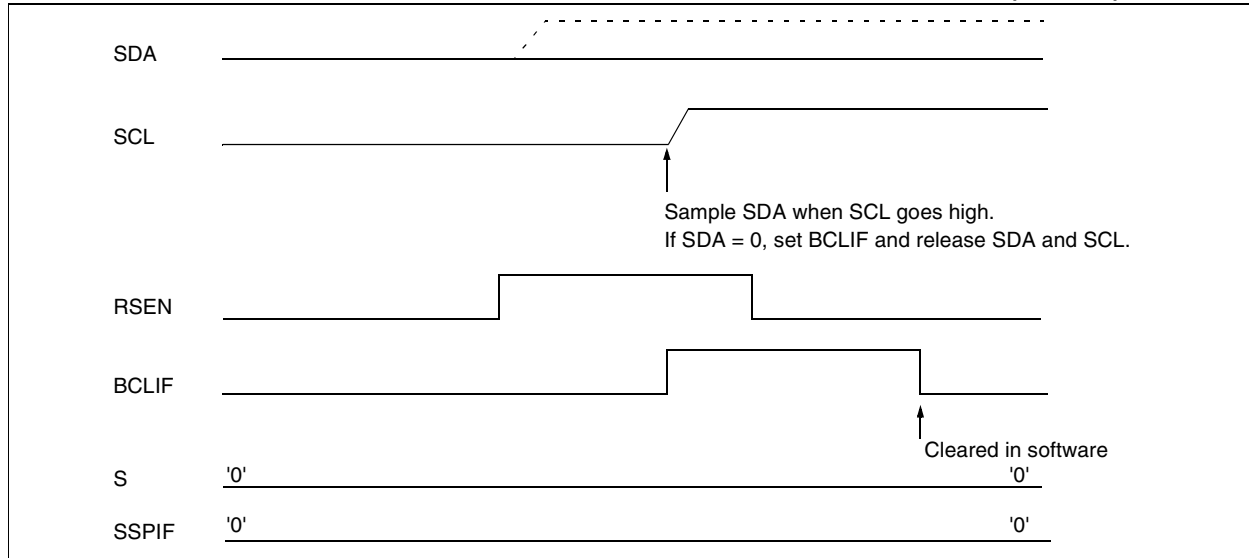 SDA
SCL
Sample SDA when SCL goes high.
If SDA = 0, set BCLIF and release SDA and SCL.
RSEN
BCLIF
Cleared in software
S '0' '0'
SSPIF '0' '0'